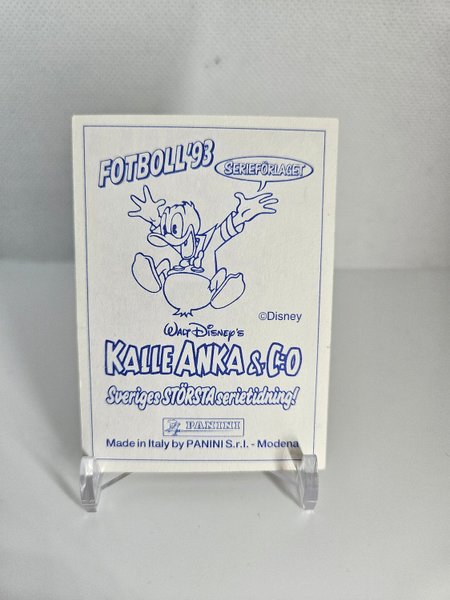 FOTBOLL'93
SERIEFÖRLAGET
©Disney
WALT DISNEY'S
KALLE ANKA & C:O
Sveriges STÖRSTA serietidning!
PANINI
Made in Italy by PANINI S.r.l. - Modena